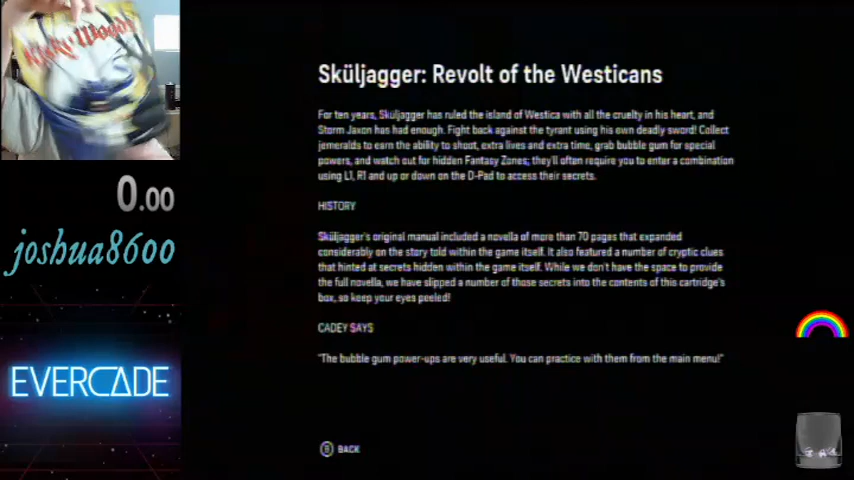 Sküljagger: Revolt of the Westicans
For ten years, Sküljagger has ruled the island of Westica with all the cruelty in his heart, and
Storm Jaxon has had enough. Fight back against the tyrant using his own deadly sword! Collect
jemeralds to earn the ability to shoot, extra lives and extra time, grab bubble gum for special
powers, and watch out for hidden Fantasy Zones; they'll often require you to enter a combination
using L1, R1 and up or down on the D-Pad to access their secrets.
HISTORY
Sküljagger's original manual included a novella of more than 70 pages that expanded
considerably on the story told within the game itself. It also featured a number of cryptic clues
that hinted at secrets hidden within the game itself. While we don't have the space to provide
the full novella, we have slipped a number of those secrets into the contents of this cartridge's
box, so keep your eyes peeled!
CADEY SAYS
"The bubble gum power-ups are very useful. You can practice with them from the main menu!"
BACK
0.00
joshua8600
EVERCADE